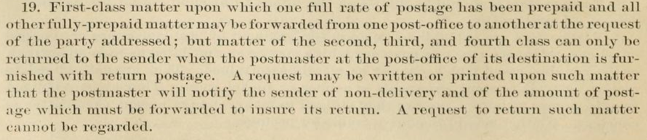 19. First-class matter upon which one full rate of postage has been prepaid and all
other fully-prepaid matter may be forwarded from one post-office to another at the request
of the party addressed; but matter of the second, third, and fourth class can only be
returned to the sender when the postmaster at the post-office of its destination is fur-
nished with return postage. A request may be written or printed upon such matter
that the postmaster will notify the sender of non-delivery and of the amount of post-
age which must be forwarded to insure its return. A request to return such matter
cannot be regarded.